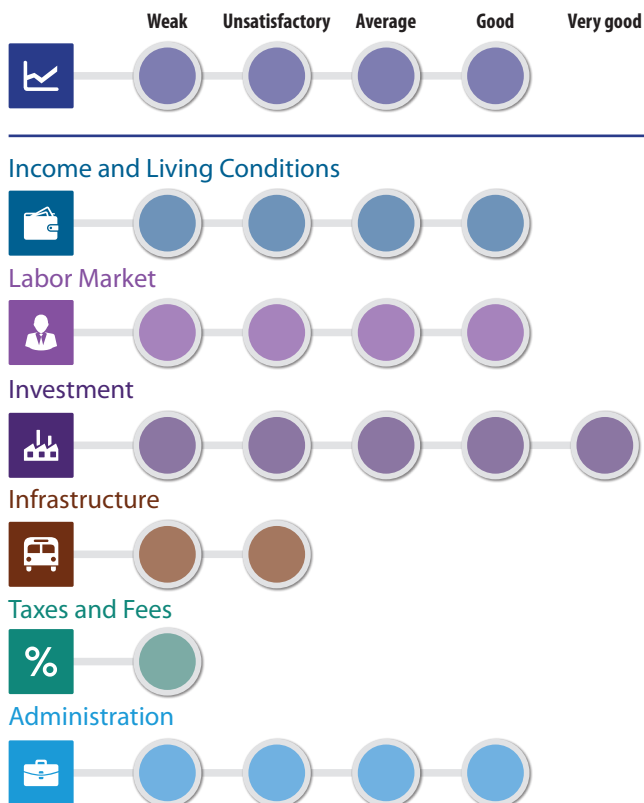 Weak Unsatisfactory Average Good Very good
Income and Living Conditions
Labor Market
Investment
Infrastructure
Taxes and Fees
%
Administration